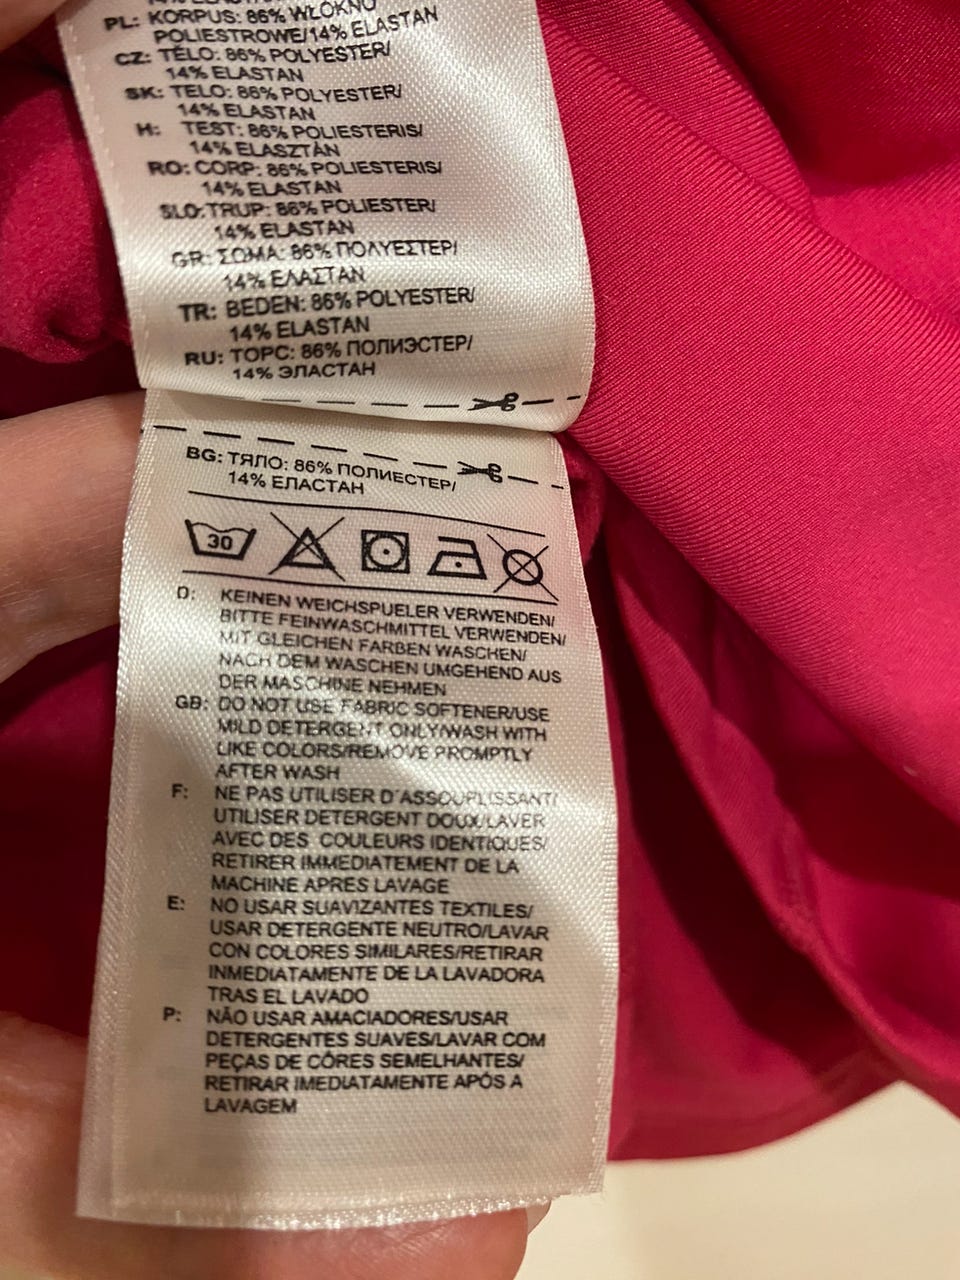 PL: KORPUS: 86% WŁÓKNO
POLIESTROWE/14% ELASTAN
CZ: TĚLO: 86% POLYESTER/
14% ELASTAN
SK: TELO: 86% POLYESTER/
14% ELASTAN
H: TEST: 86% POLIESTERIS/
14% ELASZTÁN
RO: CORP: 86% POLIESTERIS/
14% ELASTAN
SLO: TRUP: 86% POLIESTER/
14% ELASTAN
GR: ΣΩΜΑ: 86% ΠΟΛΥΕΣΤΕΡ/
14% ΕΛΑΣΤΑΝ
TR: BEDEN: 86% POLYESTER/
14% ELASTAN
RU: ТОРС: 86% ПОЛИЭСТЕР/
14% ЭЛАСТАН
BG: ТЯЛО: 86% ПОЛИЕСТЕР/
14% ЕЛАСТАН
30
D: KEINEN WEICHSPUELER VERWENDEN/
BITTE FEINWASCHMITTEL VERWENDEN/
MIT GLEICHEN FARBEN WASCHEN/
NACH DEM WASCHEN UMGEHEND AUS
DER MASCHINE NEHMEN
GB: DO NOT USE FABRIC SOFTENER/USE
MILD DETERGENT ONLY/WASH WITH
LIKE COLORS/REMOVE PROMPTLY
AFTER WASH
F: NE PAS UTILISER D'ASSOUPLISSANT/
UTILISER DETERGENT DOUX/LAVER
AVEC DES COULEURS IDENTIQUES/
RETIRER IMMEDIATEMENT DE LA
MACHINE APRES LAVAGE
E: NO USAR SUAVIZANTES TEXTILES/
USAR DETERGENTE NEUTRO/LAVAR
CON COLORES SIMILARES/RETIRAR
INMEDIATAMENTE DE LA LAVADORA
TRAS EL LAVADO
P: NÃO USAR AMACIADORES/USAR
DETERGENTES SUAVES/LAVAR COM
PEÇAS DE CÔRES SEMELHANTES/
RETIRAR IMEDIATAMENTE APÓS A
LAVAGEM